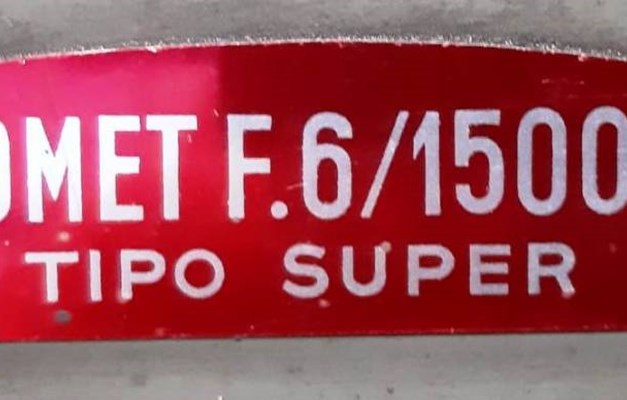 OMET F.6/1500
TIPO SUPER